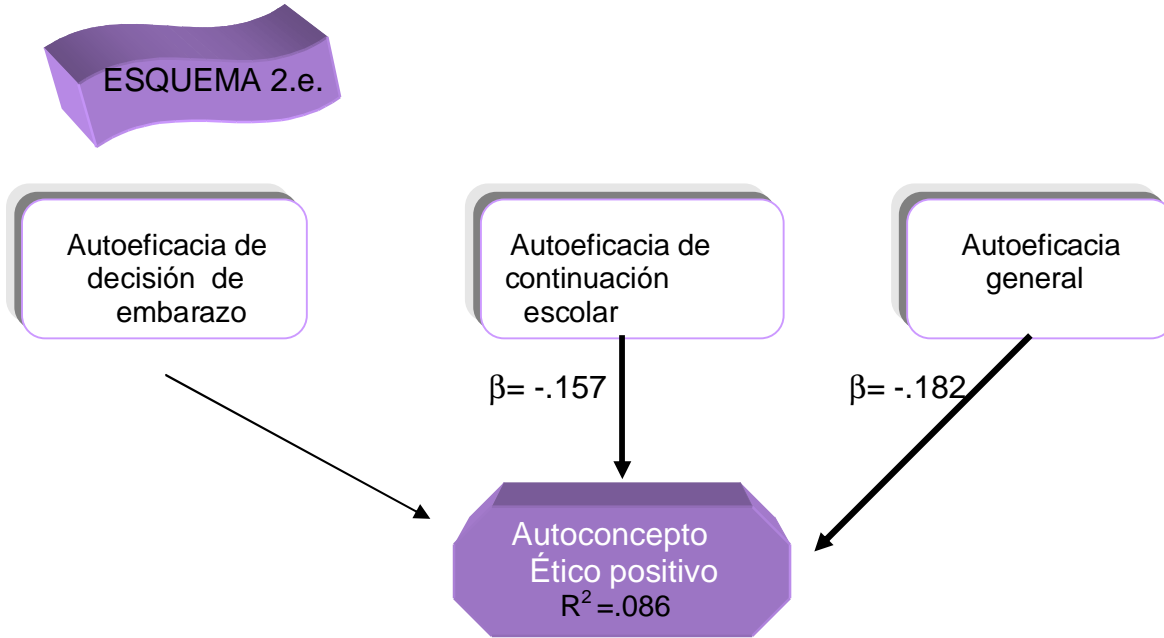 ESQUEMA 2.e.
Autoeficacia de
decisión de
embarazo
Autoeficacia de
continuación
escolar
Autoeficacia
general
β= -.157
β= -.182
Autoconcepto
Ético positivo
R² =.086